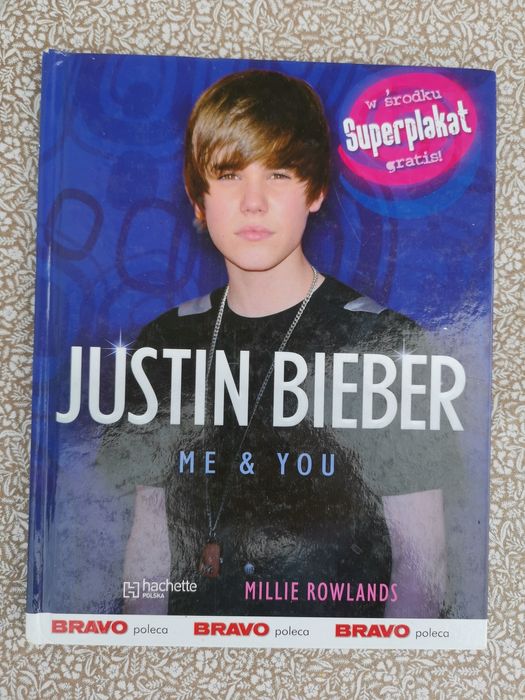 w środku
Superplakat
gratis!
JUSTIN BIEBER
ME & YOU
H hachette
POLSKA
MILLIE ROWLANDS
BRAVO poleca BRAVO poleca BRAVO poleca